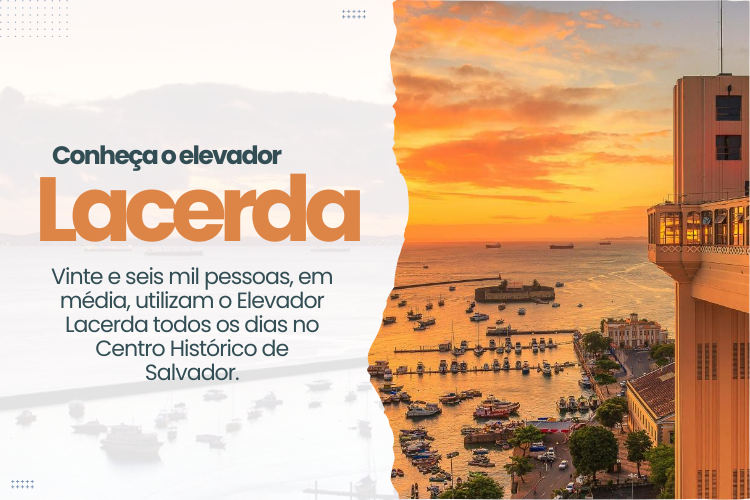 Conheça o elevador
Lacerda
Vinte e seis mil pessoas, em
média, utilizam o Elevador
Lacerda todos os dias no
Centro Histórico de
Salvador.